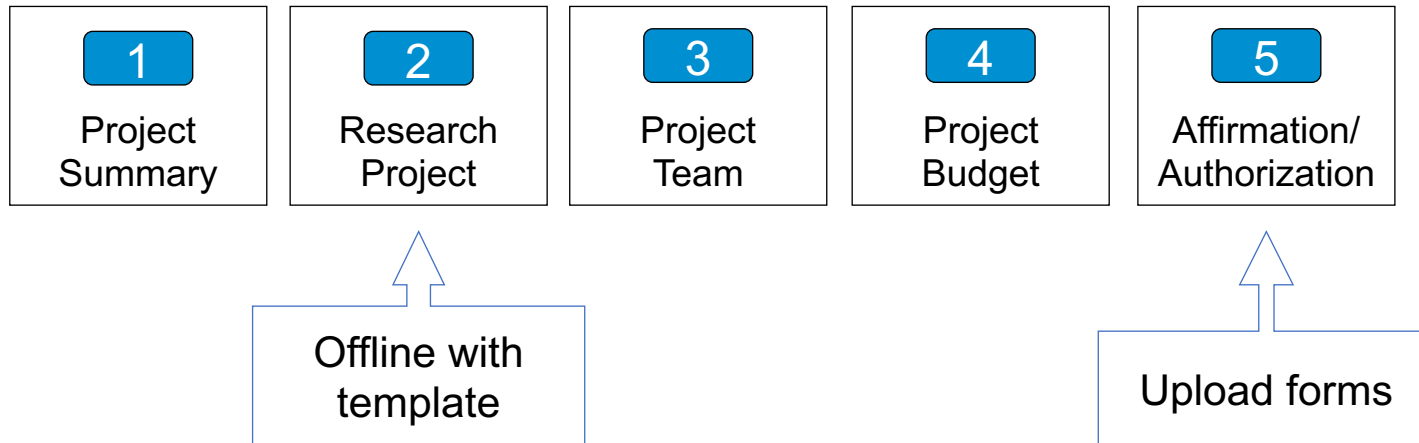 1
Project
Summary
2
Research
Project
3
Project
Team
4
Project
Budget
5
Affirmation/
Authorization
Offline with
template
Upload forms